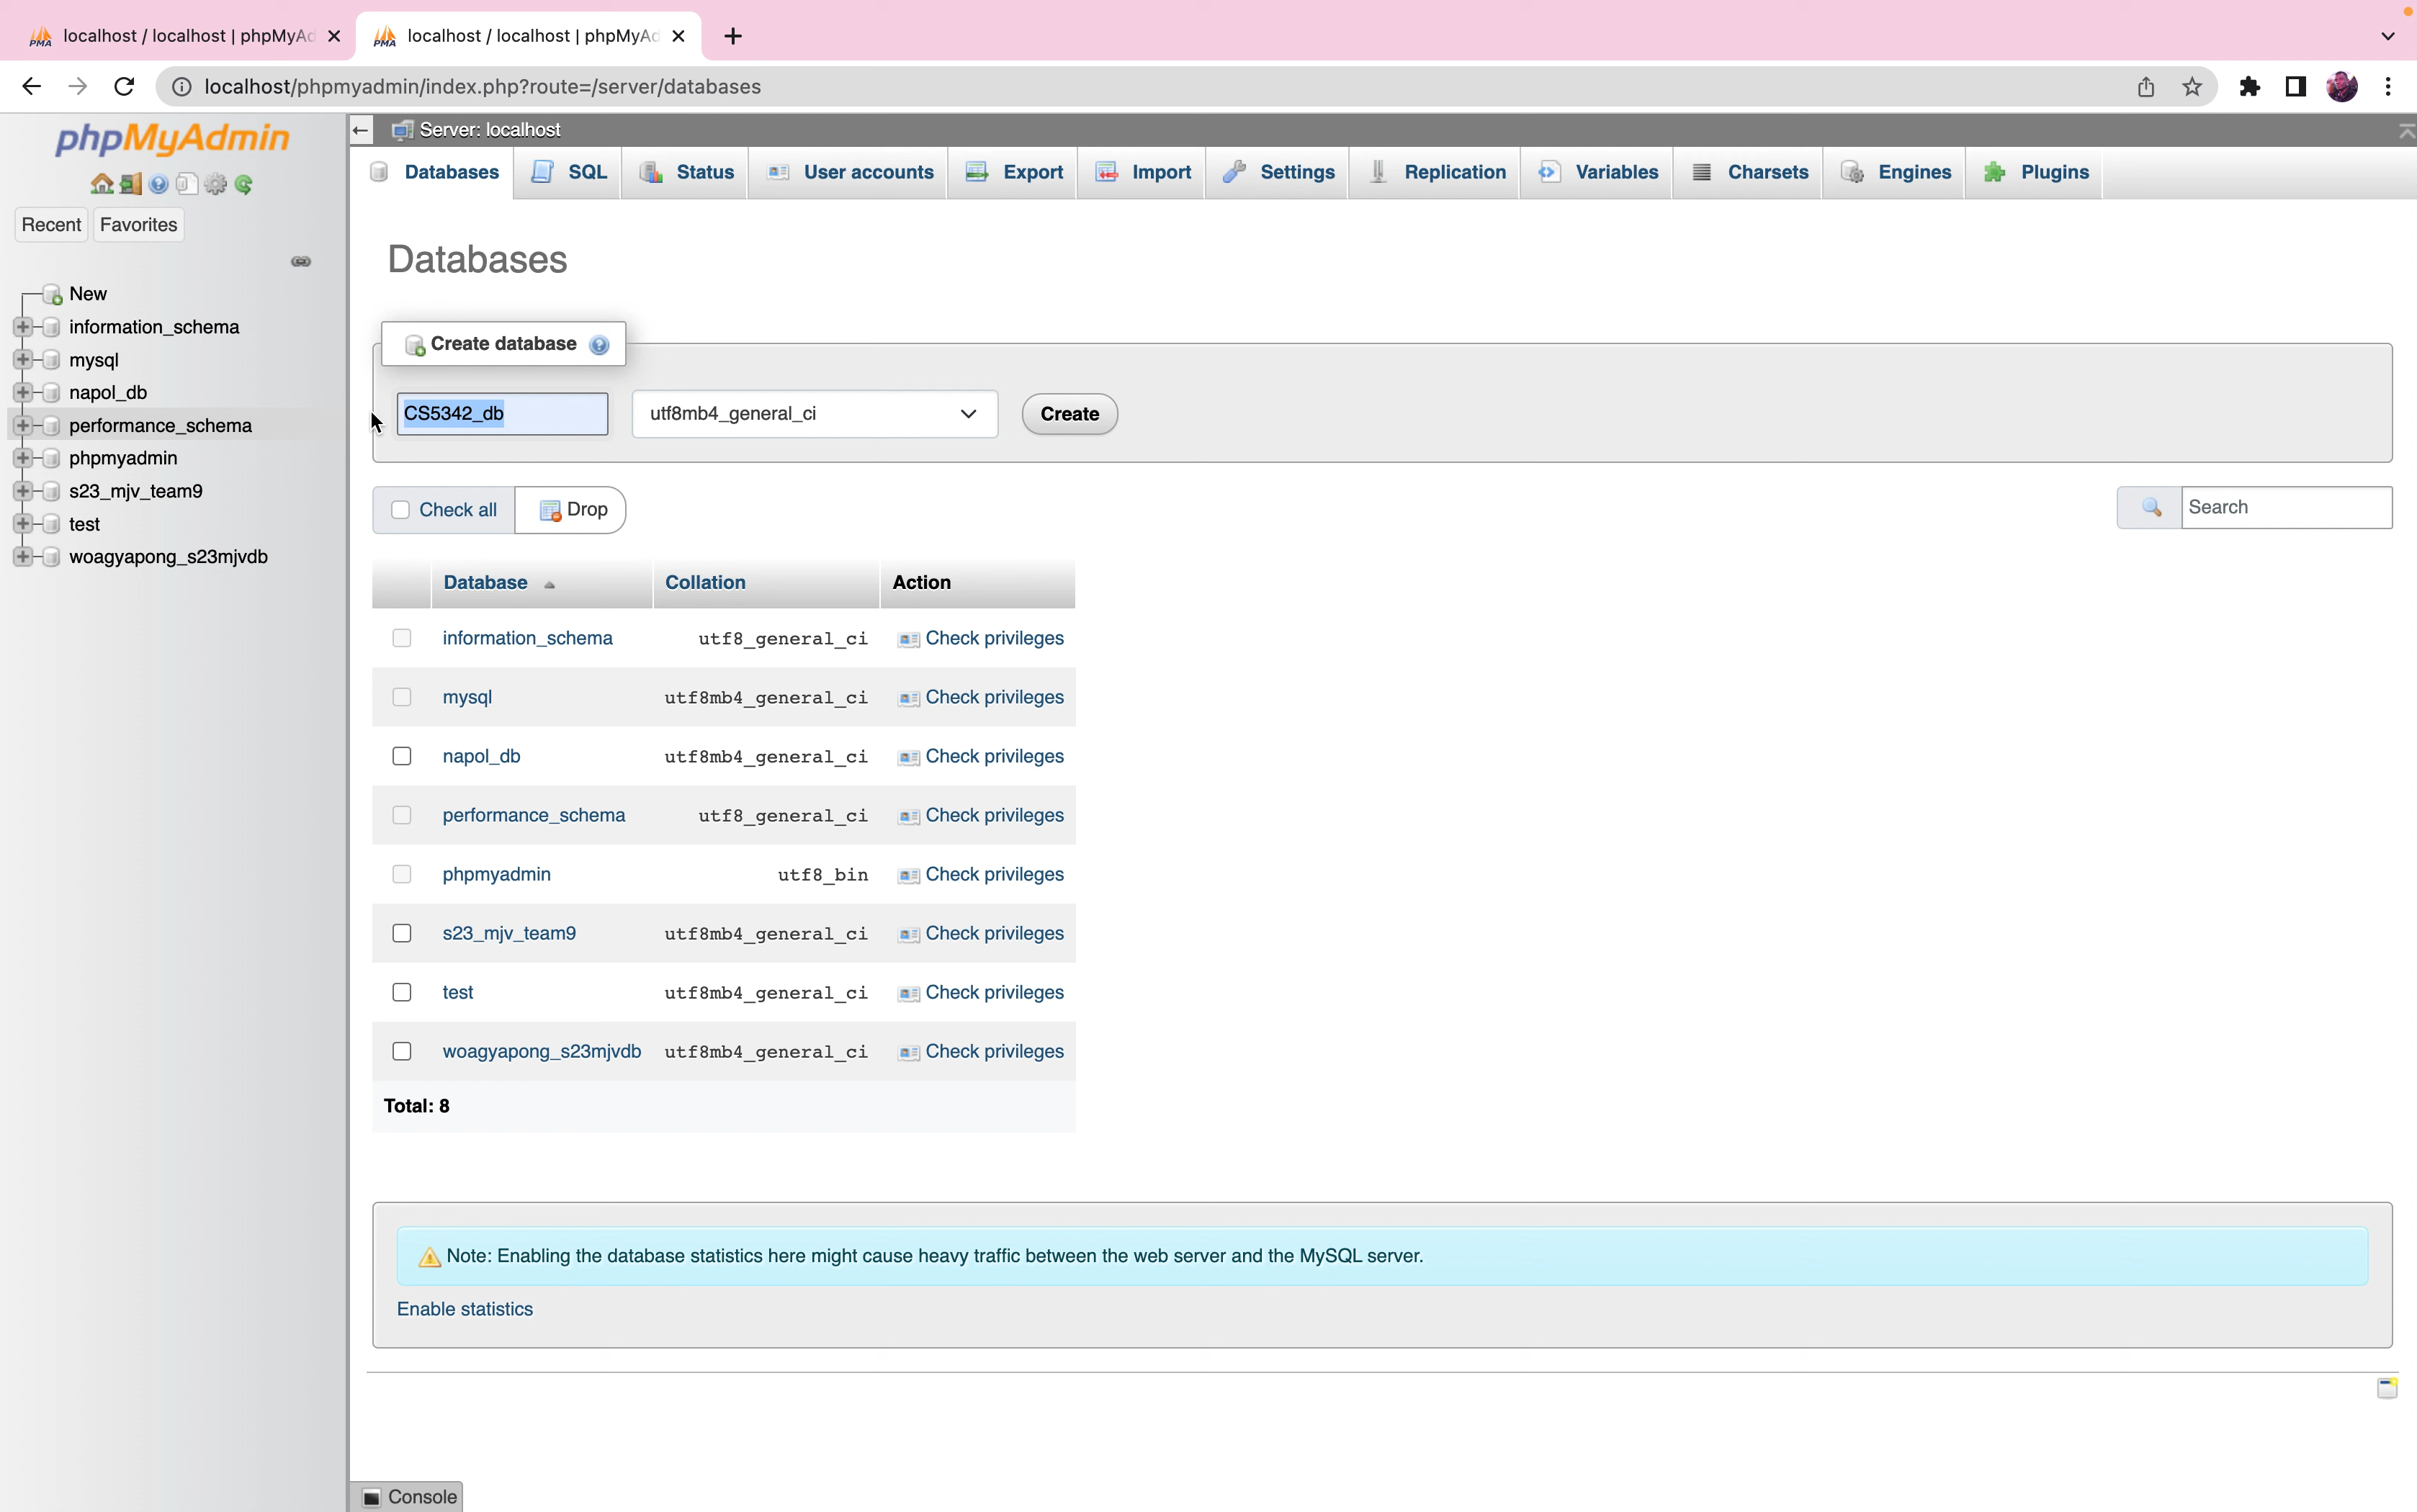 localhost / localhost | phpMyAd
localhost / localhost | phpMyAd
localhost/phpmyadmin/index.php?route=/server/databases
phpMyAdmin
Recent Favorites
New
information_schema
mysql
napol_db
performance_schema
phpmyadmin
s23_mjv_team9
test
woagyapong_s23mjvdb
Server: localhost
Databases SQL Status User accounts Export Import Settings Replication Variables Charsets Engines Plugins
Databases
Create database
CS5342_db utf8mb4_general_ci Create
Check all Drop Search
Database Collation Action
information_schema utf8_general_ci Check privileges
mysql utf8mb4_general_ci Check privileges
napol_db utf8mb4_general_ci Check privileges
performance_schema utf8_general_ci Check privileges
phpmyadmin utf8_bin Check privileges
s23_mjv_team9 utf8mb4_general_ci Check privileges
test utf8mb4_general_ci Check privileges
woagyapong_s23mjvdb utf8mb4_general_ci Check privileges
Total: 8
Note: Enabling the database statistics here might cause heavy traffic between the web server and the MySQL server.
Enable statistics
Console